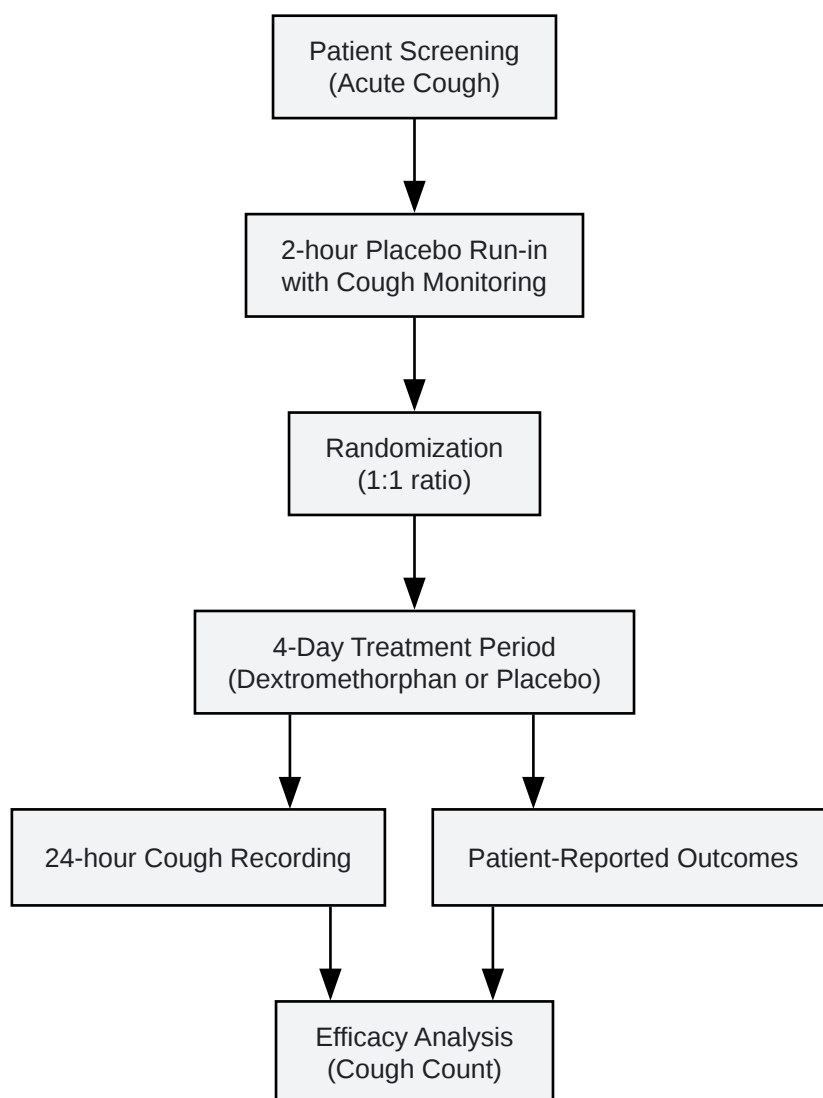 Patient Screening
(Acute Cough)
2-hour Placebo Run-in
with Cough Monitoring
Randomization
(1:1 ratio)
4-Day Treatment Period
(Dextromethorphan or Placebo)
24-hour Cough Recording
Patient-Reported Outcomes
Efficacy Analysis
(Cough Count)